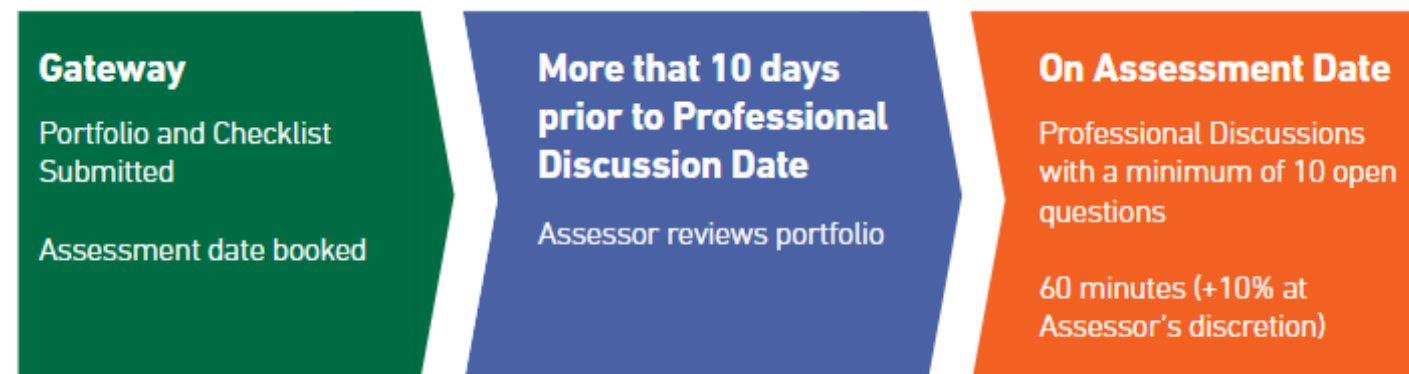 Gateway
Portfolio and Checklist
Submitted
Assessment date booked
More that 10 days
prior to Professional
Discussion Date
Assessor reviews portfolio
On Assessment Date
Professional Discussions
with a minimum of 10 open
questions
60 minutes (+10% at
Assessor's discretion)